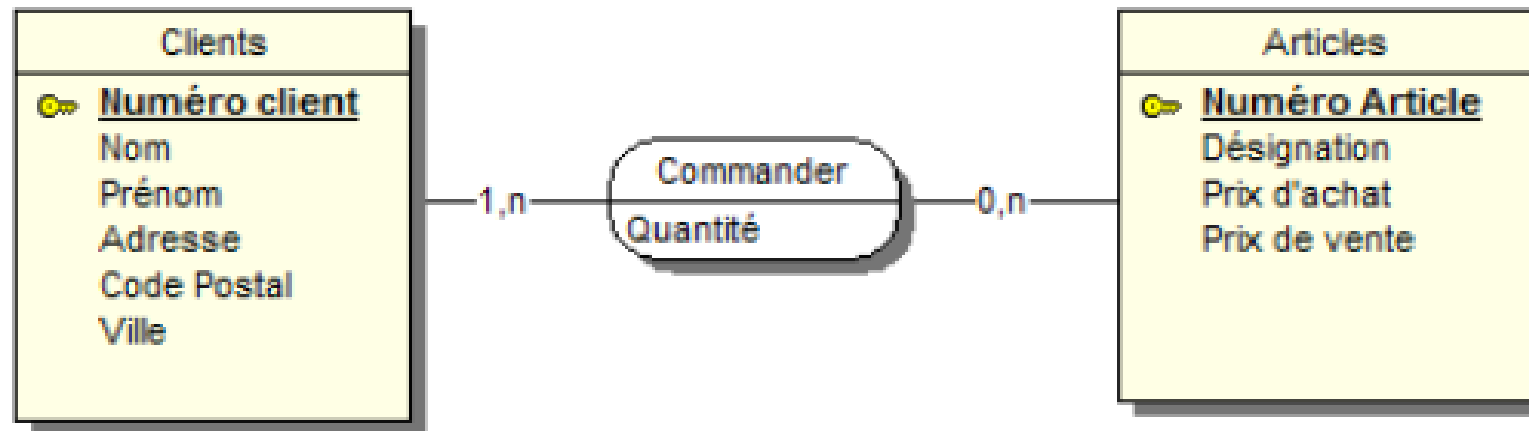 Clients
Numéro client
Nom
Prénom
Adresse
Code Postal
Ville
1,n
Commander
Quantité
0,n
Articles
Numéro Article
Désignation
Prix d'achat
Prix de vente